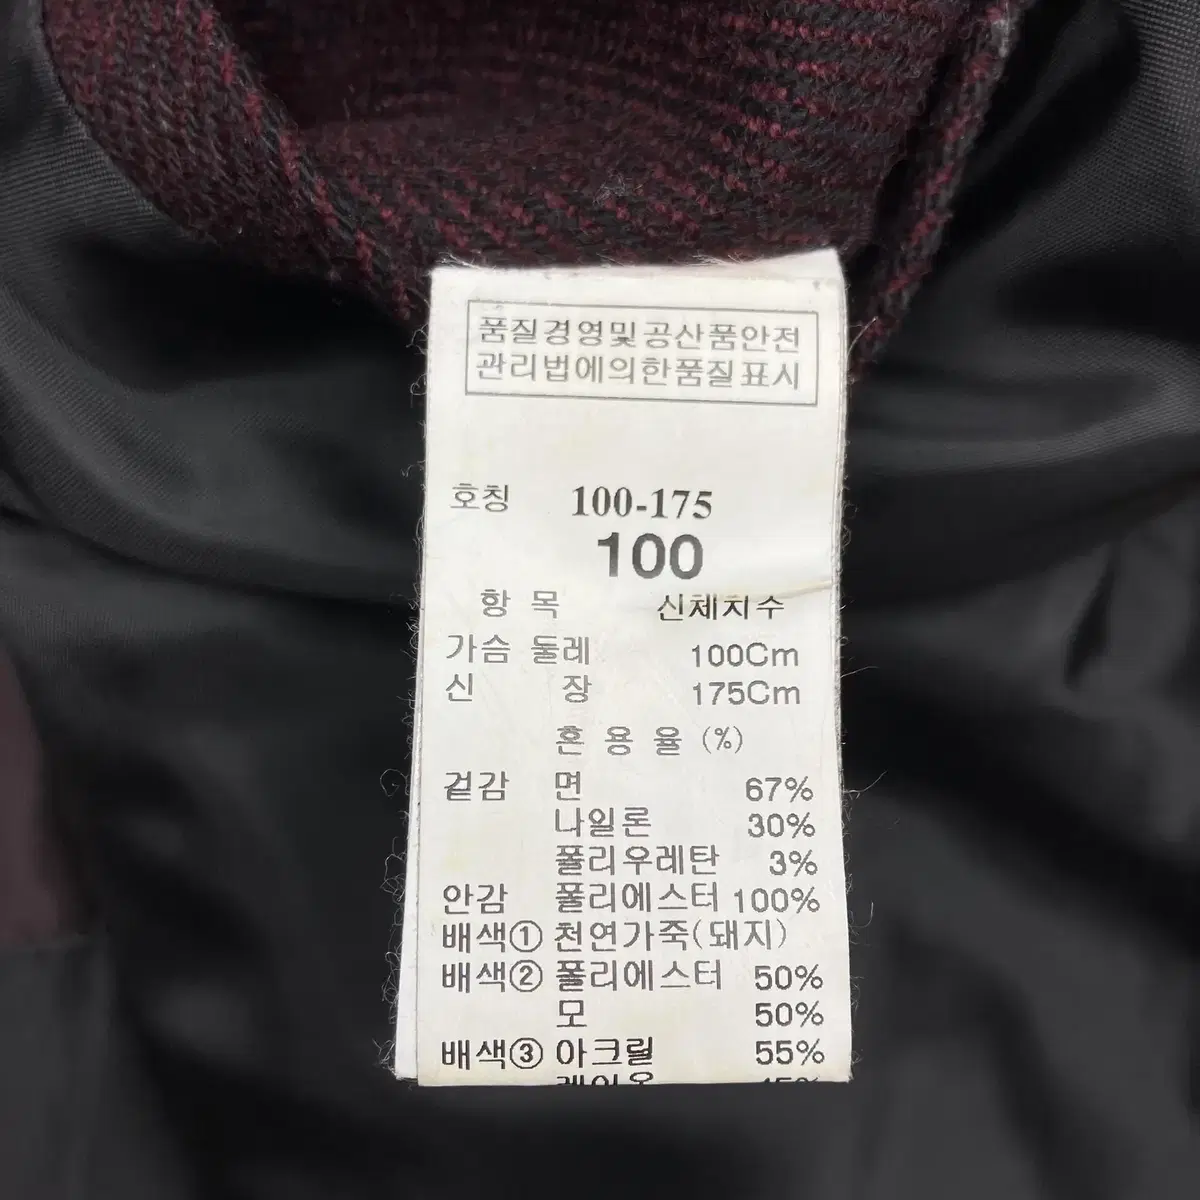 품질경영및공산품안전
관리법에의한품질표시
호칭 100-175
100
항 목 신체치수
가슴 둘레 100Cm
신 장 175Cm
혼 용 율 (%)
겉감 면 67%
나일론 30%
폴리우레탄 3%
안감 폴리에스터 100%
배색① 천연가죽(돼지)
배색② 폴리에스터 50%
모 50%
배색③ 아크릴 55%